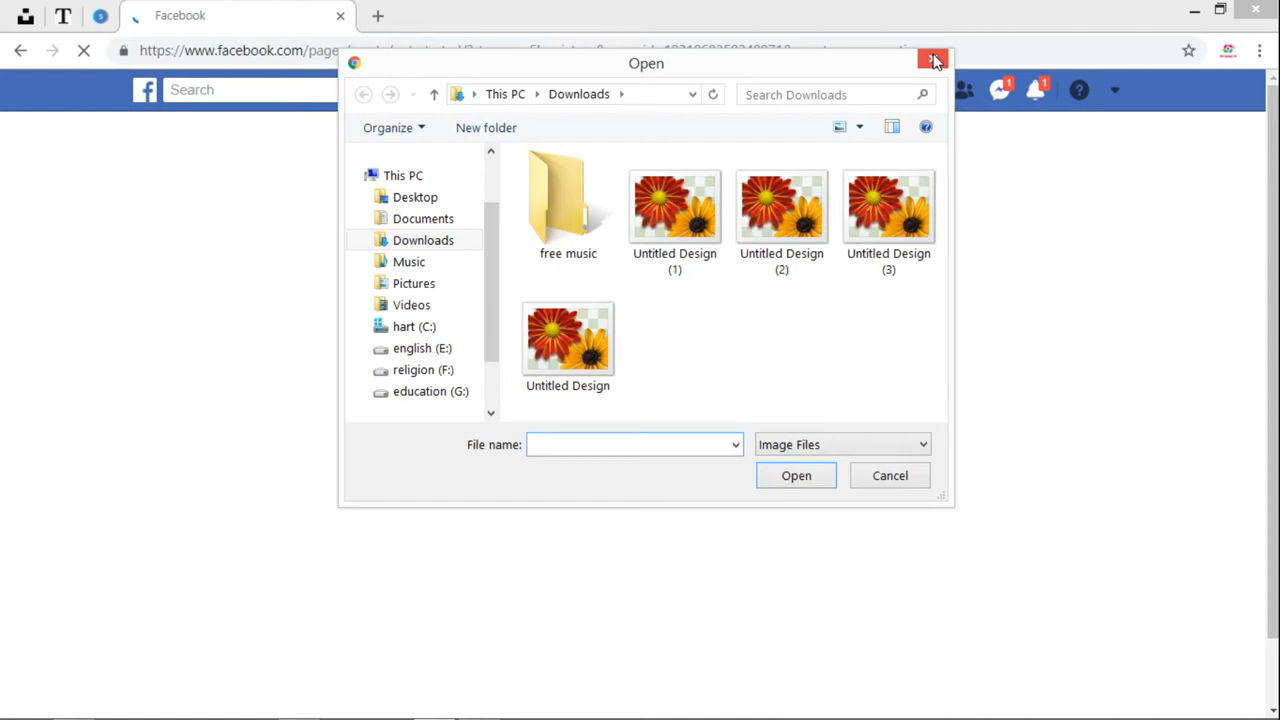 T
Facebook
https://www.facebook.com/page
f
Search
1
1
?
Open
This PC
Downloads
Search Downloads
Organize
New folder
?
This PC
Desktop
Documents
Downloads
Music
Pictures
Videos
hart (C:)
english (E:)
religion (F:)
education (G:)
free music
Untitled Design
(1)
Untitled Design
(2)
Untitled Design
(3)
Untitled Design
File name:
Image Files
Open
Cancel